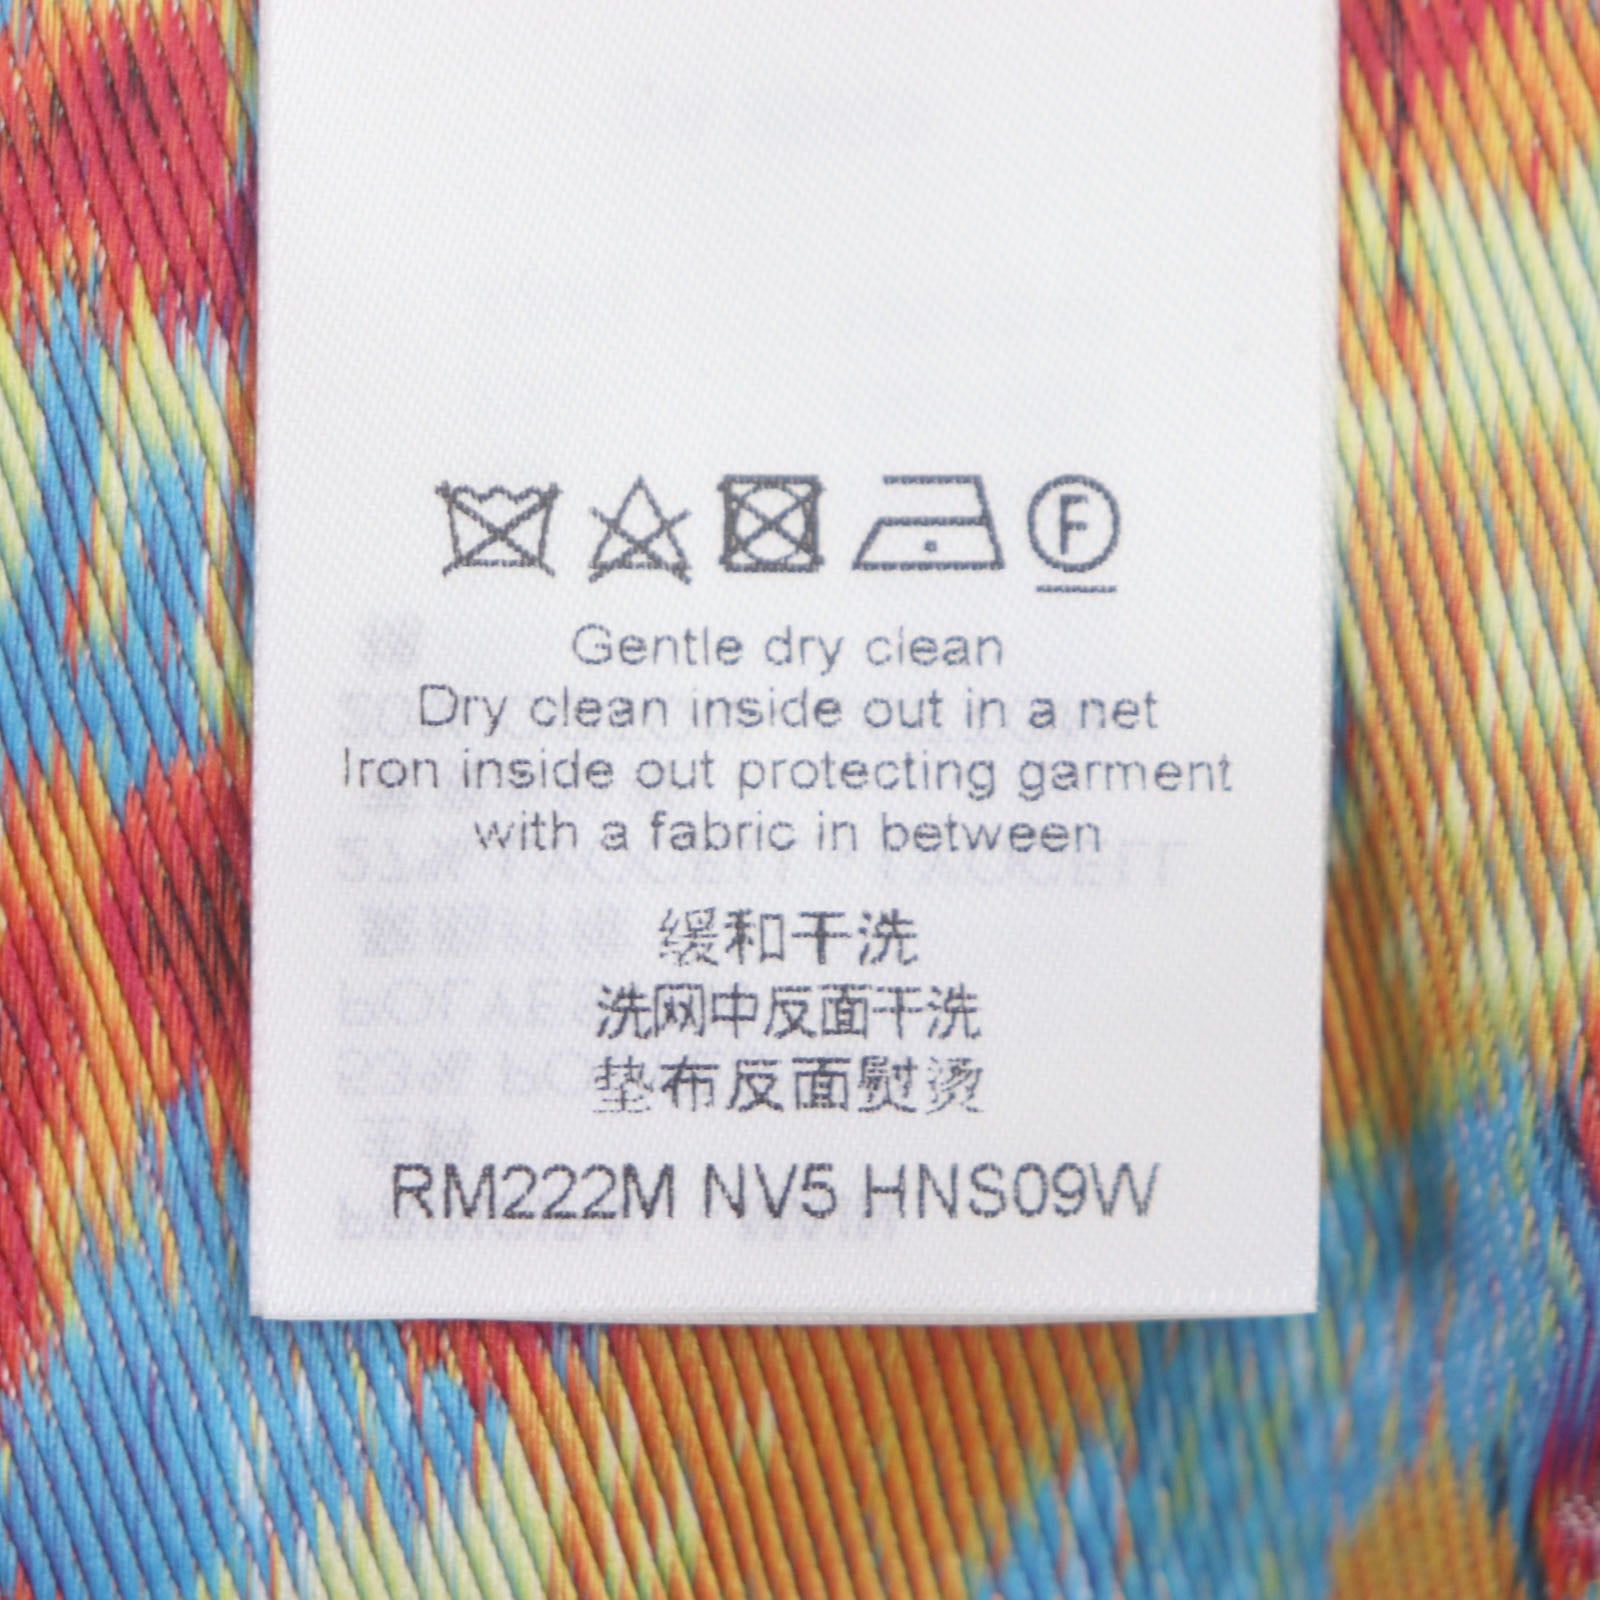 F
Gentle dry clean
Dry clean inside out in a net
Iron inside out protecting garment
with a fabric in between
缓和干洗
洗网中反面干洗
垫布反面熨烫
RM222M NV5 HNS09W